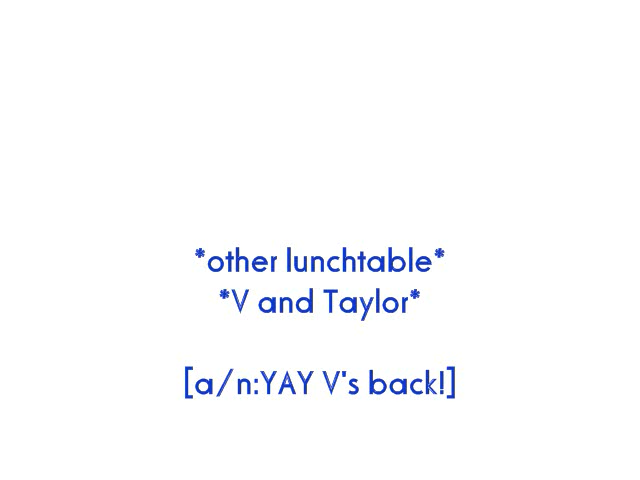 *other lunchtable*
*V and Taylor*
[a/n:YAY V's back!]